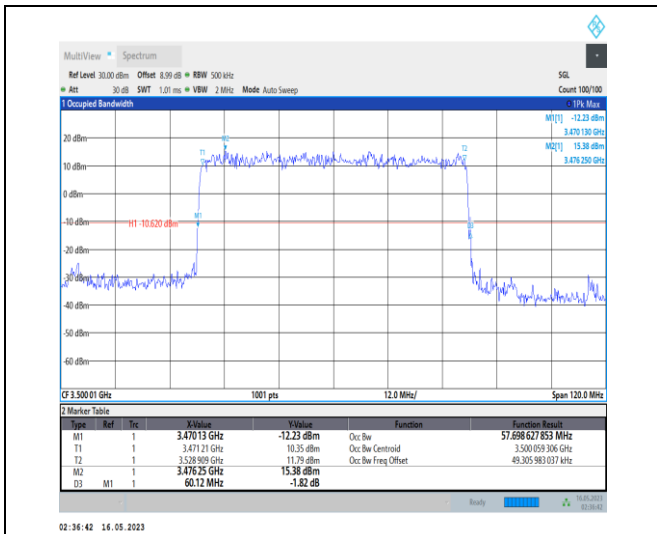 MultiView Spectrum
Ref Level 30.00 dBm Offset 8.99 dB RBW 500 kHz SGL
Att 30 dB SWT 1.01 ms VBW 2 MHz Mode Auto Sweep Count 100/100
1 Occupied Bandwidth 1Pk Max
M1[1] -12.23 dBm
3.470 130 GHz
M2[1] 15.38 dBm
3.476 250 GHz
20 dBm
10 dBm
0 dBm
-10 dBm
-20 dBm
-30 dBm
-40 dBm
-50 dBm
-60 dBm
M2
T1
T2
M1
H1 -10.620 dBm
D3
CF 3.500 01 GHz 1001 pts 12.0 MHz/ Span 120.0 MHz
2 Marker Table
Type Ref Trc X-Value Y-Value Function Function Result
M1 1 3.470 13 GHz -12.23 dBm Occ Bw 57.698 627 853 MHz
T1 1 3.471 21 GHz 10.35 dBm Occ Bw Centroid 3.500 059 306 GHz
T2 1 3.528 909 GHz 11.79 dBm Occ Bw Freq Offset 49.305 983 037 kHz
M2 1 3.476 25 GHz 15.38 dBm
D3 M1 1 60.12 MHz -1.82 dB
Ready 16.05.2023
02:36:42
02:36:42 16.05.2023